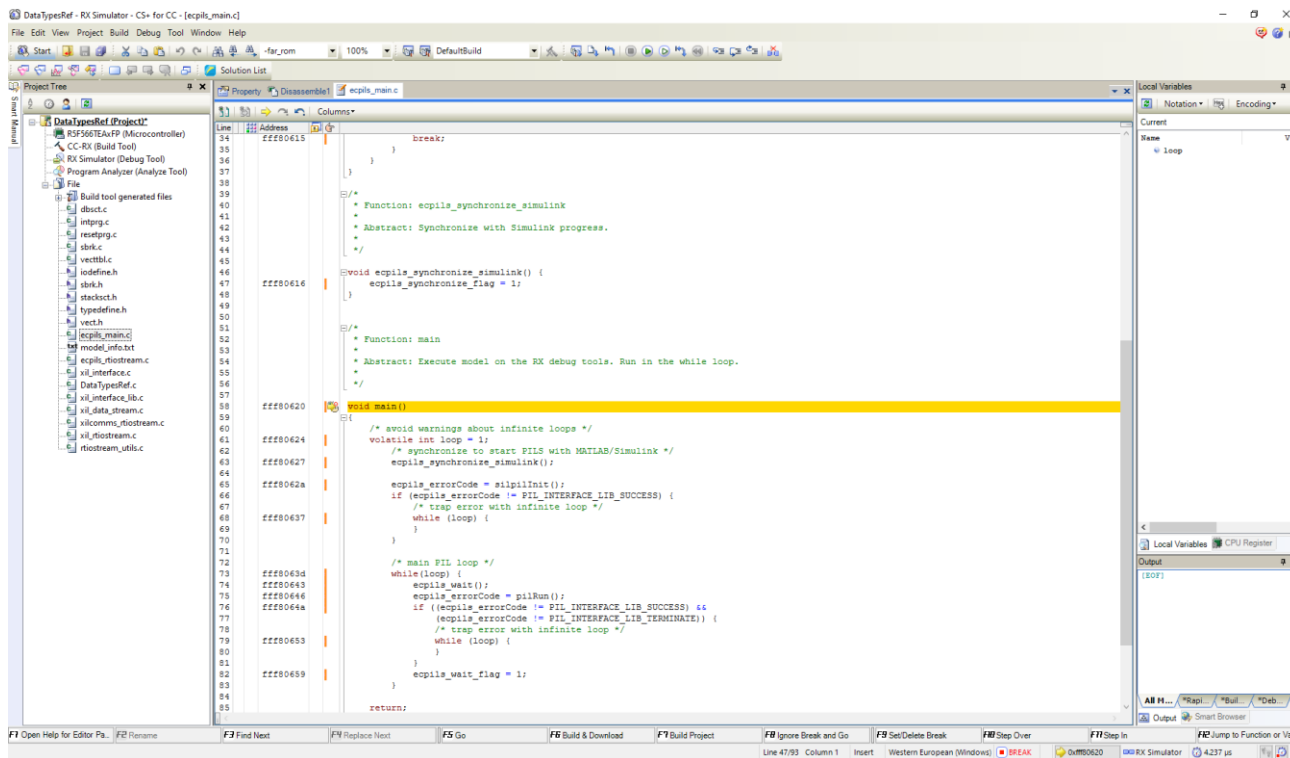 DataTypesRef - RX Simulator - CS+ for CC - [ecpils_main.c]
File Edit View Project Build Debug Tool Window Help
Start -far_rom 100% DefaultBuild
Solution List
Project Tree
Smart Manual
DataTypesRef (Project)*
R5F566TEAxFP (Microcontroller)
CC-RX (Build Tool)
RX Simulator (Debug Tool)
Program Analyzer (Analyze Tool)
File
Build tool generated files
dbsct.c
intprg.c
resetprg.c
sbrk.c
vecttbl.c
iodefine.h
sbrk.h
stacksct.h
typedefine.h
vect.h
ecpils_main.c
model_info.txt
ecpils_rtiostream.c
xil_interface.c
DataTypesRef.c
xil_interface_lib.c
xil_data_stream.c
xilcomms_rtiostream.c
xil_rtiostream.c
rtiostream_utils.c
Property Disassemble1 ecpils_main.c
Columns
Line Address
34 fff80615 break;
35 }
36 }
37 }
38
39 /*
40 * Function: ecpils_synchronize_simulink
41 *
42 * Abstract: Synchronize with Simulink progress.
43 *
44 */
45
46 void ecpils_synchronize_simulink() {
47 fff80616 ecpils_synchronize_flag = 1;
48 }
49
50
51 /*
52 * Function: main
53 *
54 * Abstract: Execute model on the RX debug tools. Run in the while loop.
55 *
56 */
57
58 fff80620 void main()
59 {
60 /* avoid warnings about infinite loops */
61 fff80624 volatile int loop = 1;
62 /* synchronize to start PILS with MATLAB/Simulink */
63 fff80627 ecpils_synchronize_simulink();
64
65 fff8062a ecpils_errorCode = silpilInit();
66 if (ecpils_errorCode != PIL_INTERFACE_LIB_SUCCESS) {
67 /* trap error with infinite loop */
68 fff80637 while (loop) {
69 }
70 }
71
72 /* main PIL loop */
73 fff8063d while(loop) {
74 fff80643 ecpils_wait();
75 fff80646 ecpils_errorCode = pilRun();
76 fff8064a if ((ecpils_errorCode != PIL_INTERFACE_LIB_SUCCESS) &&
77 (ecpils_errorCode != PIL_INTERFACE_LIB_TERMINATE)) {
78 /* trap error with infinite loop */
79 fff80653 while (loop) {
80 }
81 }
82 fff80659 ecpils_wait_flag = 1;
83 }
84
85 return;
Local Variables
Notation Encoding
Current
Name V
loop
Local Variables CPU Register
Output
[EOF]
All M... *Rapi... *Buil... *Deb...
Output Smart Browser
F1 Open Help for Editor Pa... F2 Rename F3 Find Next F4 Replace Next F5 Go F6 Build & Download F7 Build Project F8 Ignore Break and Go F9 Set/Delete Break F10 Step Over F11 Step In F12 Jump to Function or Va
Line 47/93 Column 1 Insert Western European (Windows) BREAK 0xfff80620 RX Simulator 4.237 µs